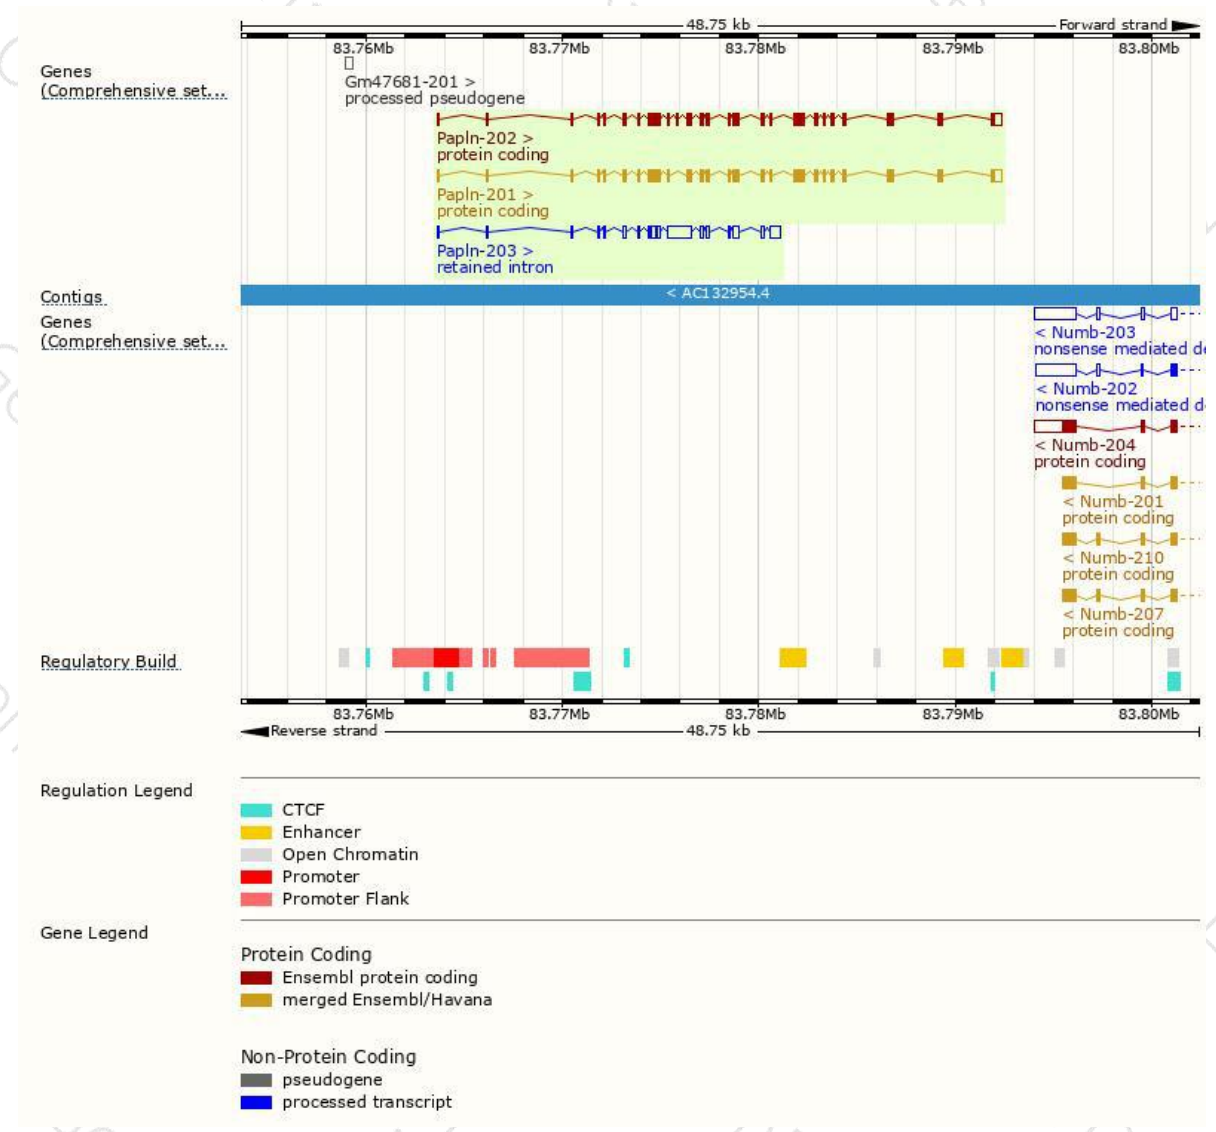 48.75 kb
Forward strand
83.76Mb 83.77Mb 83.78Mb 83.79Mb 83.80Mb
Genes
(Comprehensive set...
Gm47681-201 >
processed pseudogene
Papln-202 >
protein coding
Papln-201 >
protein coding
Papln-203 >
retained intron
Contigs
< AC132954.4
Genes
(Comprehensive set...
< Numb-203
nonsense mediated de
< Numb-202
nonsense mediated d
< Numb-204
protein coding
< Numb-201
protein coding
< Numb-210
protein coding
< Numb-207
protein coding
Regulatory Build
83.76Mb 83.77Mb 83.78Mb 83.79Mb 83.80Mb
Reverse strand
48.75 kb
Regulation Legend
CTCF
Enhancer
Open Chromatin
Promoter
Promoter Flank
Gene Legend
Protein Coding
Ensembl protein coding
merged Ensembl/Havana
Non-Protein Coding
pseudogene
processed transcript